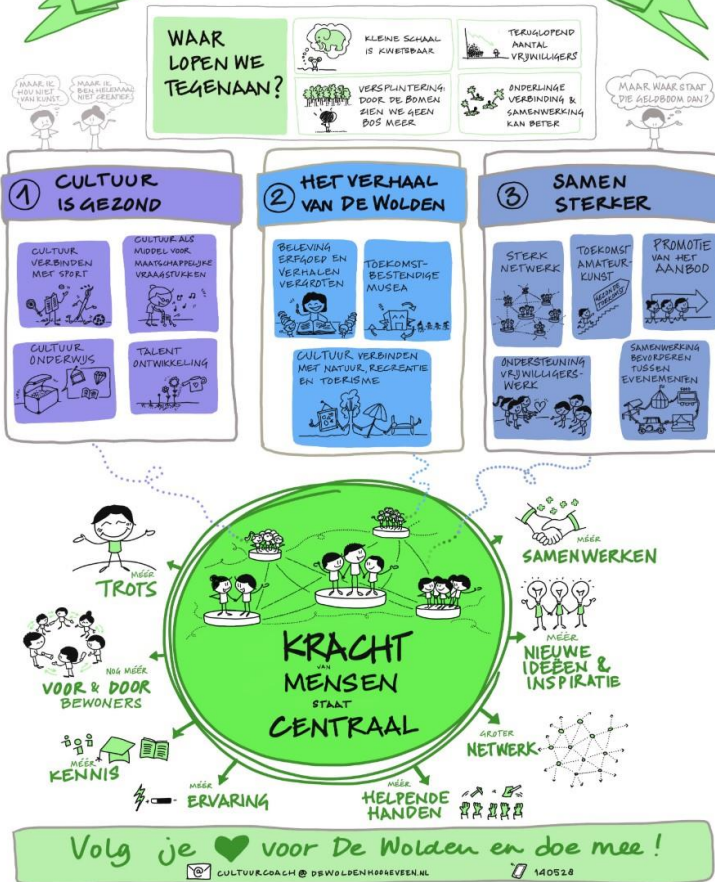 WAAR
LOPEN WE
TEGENAAN?
KLEINE SCHAAL
IS KWETSBAAR
TERUGLOPEND
AANTAL
VRIJWILLIGERS
VERSPLINTERING,
DOOR DE BOMEN
ZIEN WE GEEN
BOS MEER
ONDERLINGE
VERBINDING &
SAMENWERKING
KAN BETER
MAAR IK
HOU NIET
VAN KUNST
MAAR IK
BEN HELEMAAL
NIET CREATIEF
MAAR WAAR STAAT
DIE GELDBOOM DAN?
1 CULTUUR
IS GEZOND
CULTUUR
VERBINDEN
MET SPORT
CULTUUR ALS
MIDDEL VOOR
MAATSCHAPPELIJKE
VRAAGSTUKKEN
CULTUUR
ONDERWIJS
TALENT
ONTWIKKELING
2 HET VERHAAL
VAN DE WOLDEN
BELEVING
ERFGOED EN
VERHALEN
VERGROTEN
TOEKOMST-
BESTENDIGE
MUSEA
CULTUUR VERBINDEN
MET NATUUR, RECREATIE
EN TOERISME
3 SAMEN
STERKER
STERK
NETWERK
TOEKOMST
AMATEUR-
KUNST
PROMOTIE
VAN HET
AANBOD
ONDERSTEUNING
VRIJWILLIGERS-
WERK
SAMENWERKING
BEVORDEREN
TUSSEN
EVENEMENTEN
KRACHT
VAN
MENSEN
STAAT
CENTRAAL
MÉÉR
TROTS
NOG MÉÉR
VOOR & DOOR
BEWONERS
MÉÉR
KENNIS
MÉÉR
ERVARING
MÉÉR
HELPENDE
HANDEN
GROTER
NETWERK
MÉÉR
NIEUWE
IDEEËN &
INSPIRATIE
MÉÉR
SAMENWERKEN
Volg je voor De Wolden en doe mee!
CULTUURCOACH@DEWOLDENHOOGEVEEN.NL
140528